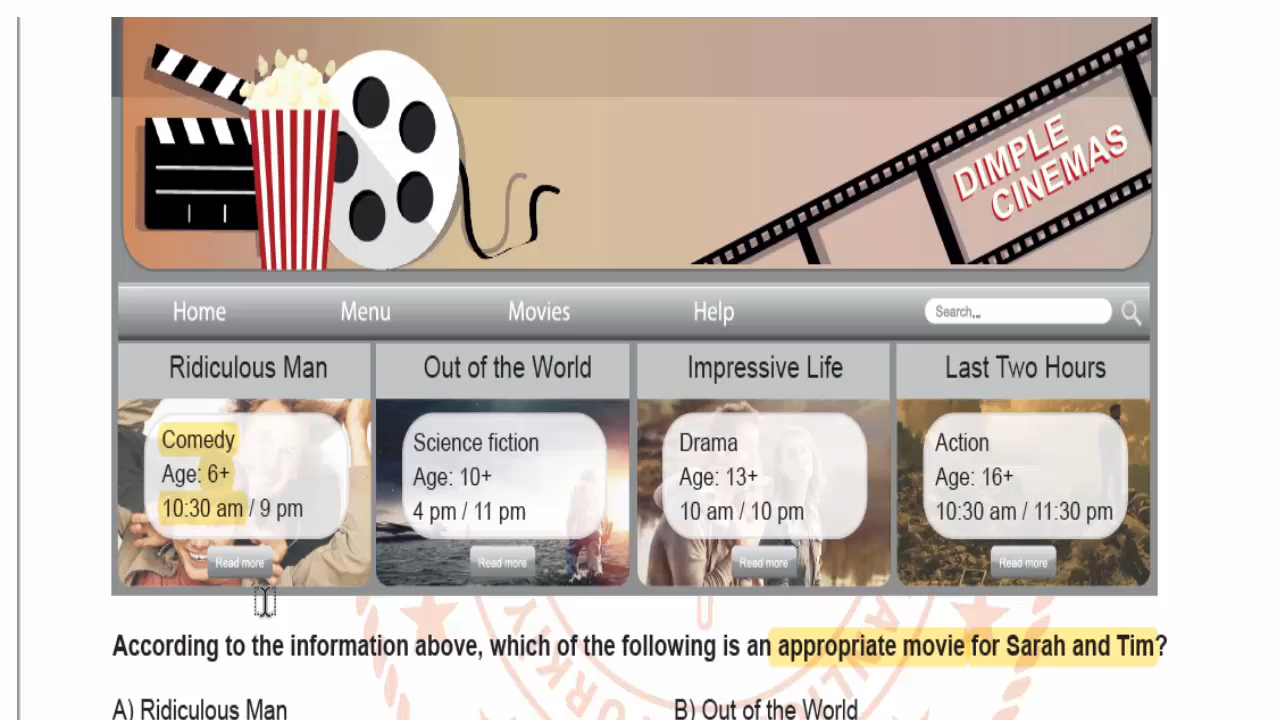 DIMPLE
CINEMAS
Home Menu Movies Help Search...
Ridiculous Man Out of the World Impressive Life Last Two Hours
Comedy
Age: 6+
10:30 am / 9 pm
Read more
Science fiction
Age: 10+
4 pm / 11 pm
Read more
Drama
Age: 13+
10 am / 10 pm
Read more
Action
Age: 16+
10:30 am / 11:30 pm
Read more
According to the information above, which of the following is an appropriate movie for Sarah and Tim?
A) Ridiculous Man B) Out of the World